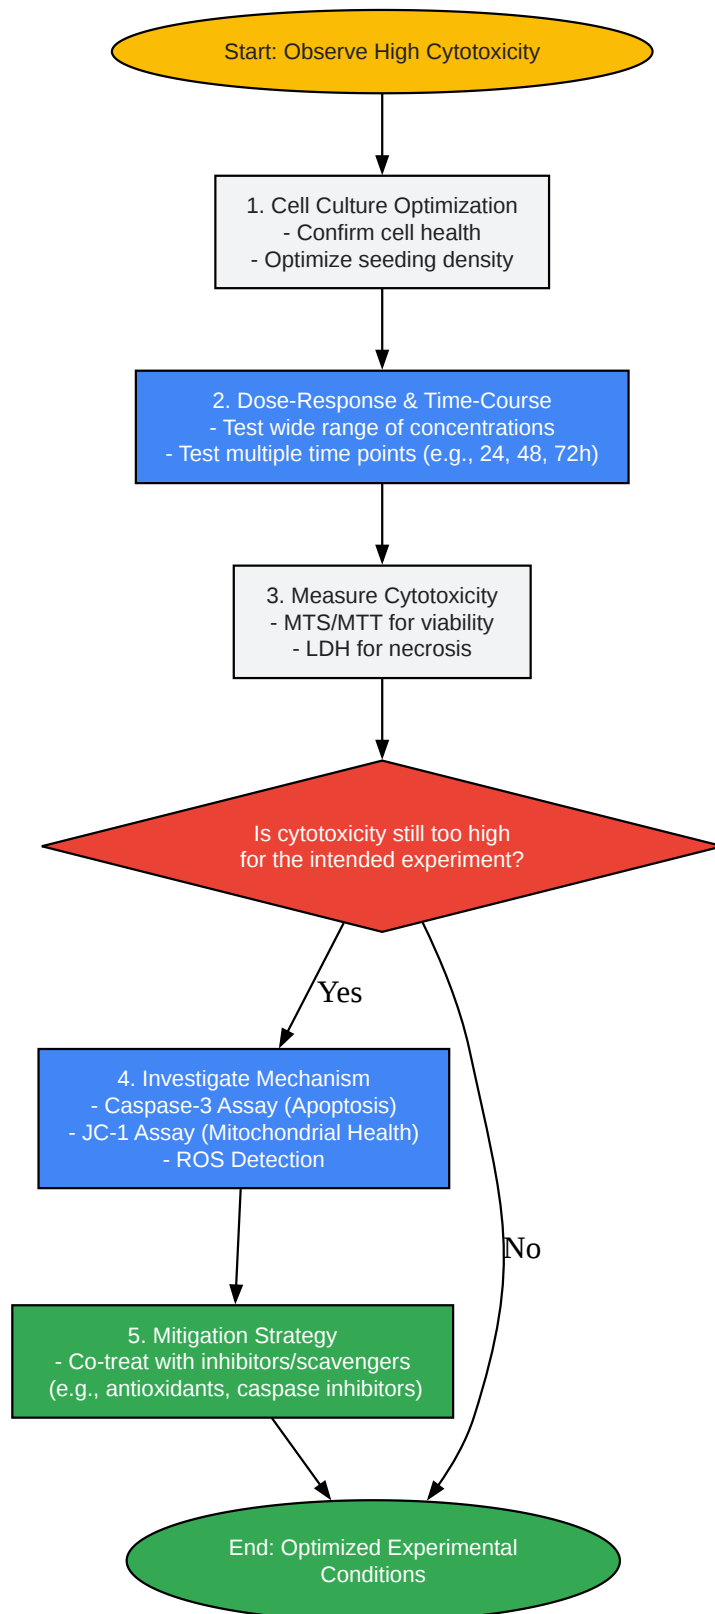 Start: Observe High Cytotoxicity
1. Cell Culture Optimization
- Confirm cell health
- Optimize seeding density
2. Dose-Response & Time-Course
- Test wide range of concentrations
- Test multiple time points (e.g., 24, 48, 72h)
3. Measure Cytotoxicity
- MTS/MTT for viability
- LDH for necrosis
Is cytotoxicity still too high
for the intended experiment?
Yes
4. Investigate Mechanism
- Caspase-3 Assay (Apoptosis)
- JC-1 Assay (Mitochondrial Health)
- ROS Detection
No
5. Mitigation Strategy
- Co-treat with inhibitors/scavengers
(e.g., antioxidants, caspase inhibitors)
End: Optimized Experimental
Conditions